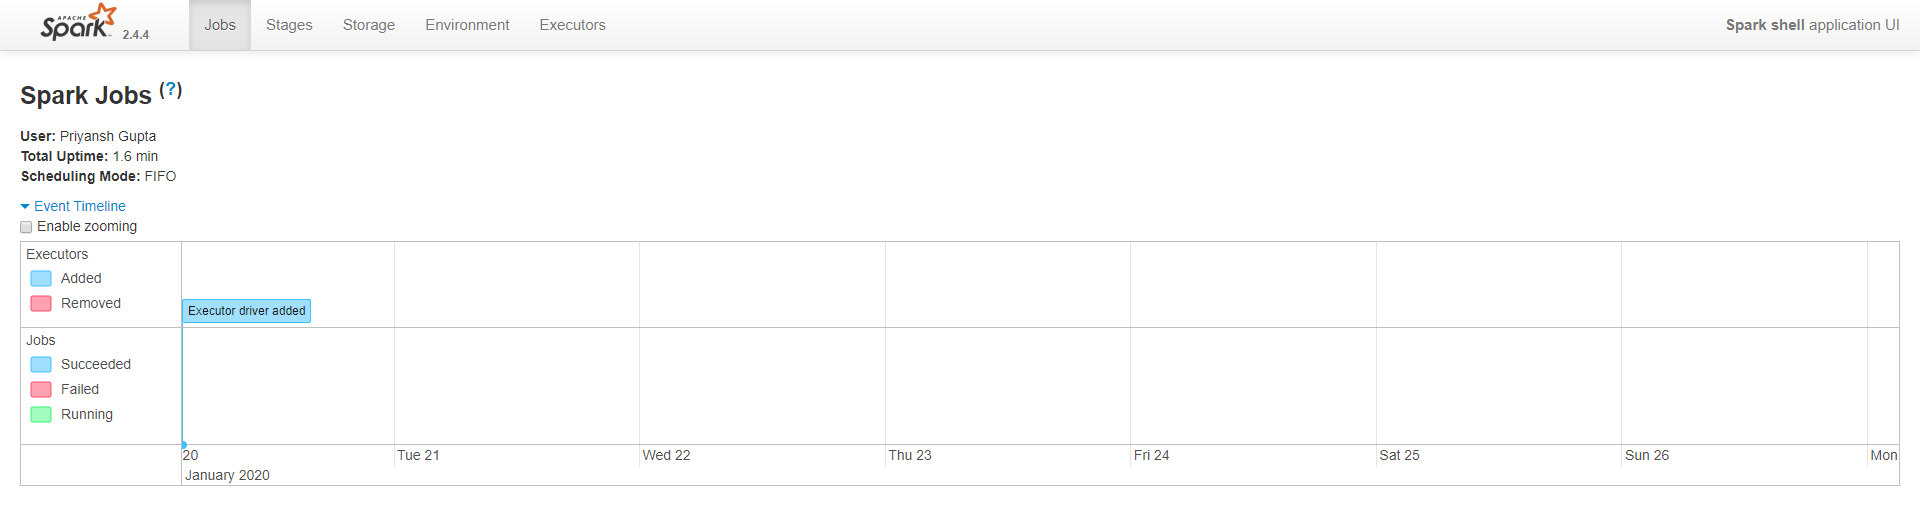 APACHE
Spark 2.4.4 Jobs Stages Storage Environment Executors Spark shell application UI
Spark Jobs (?)
User: Priyansh Gupta
Total Uptime: 1.6 min
Scheduling Mode: FIFO
Event Timeline
Enable zooming
Executors
Added
Removed
Executor driver added
Jobs
Succeeded
Failed
Running
20 Tue 21 Wed 22 Thu 23 Fri 24 Sat 25 Sun 26 Mon
January 2020